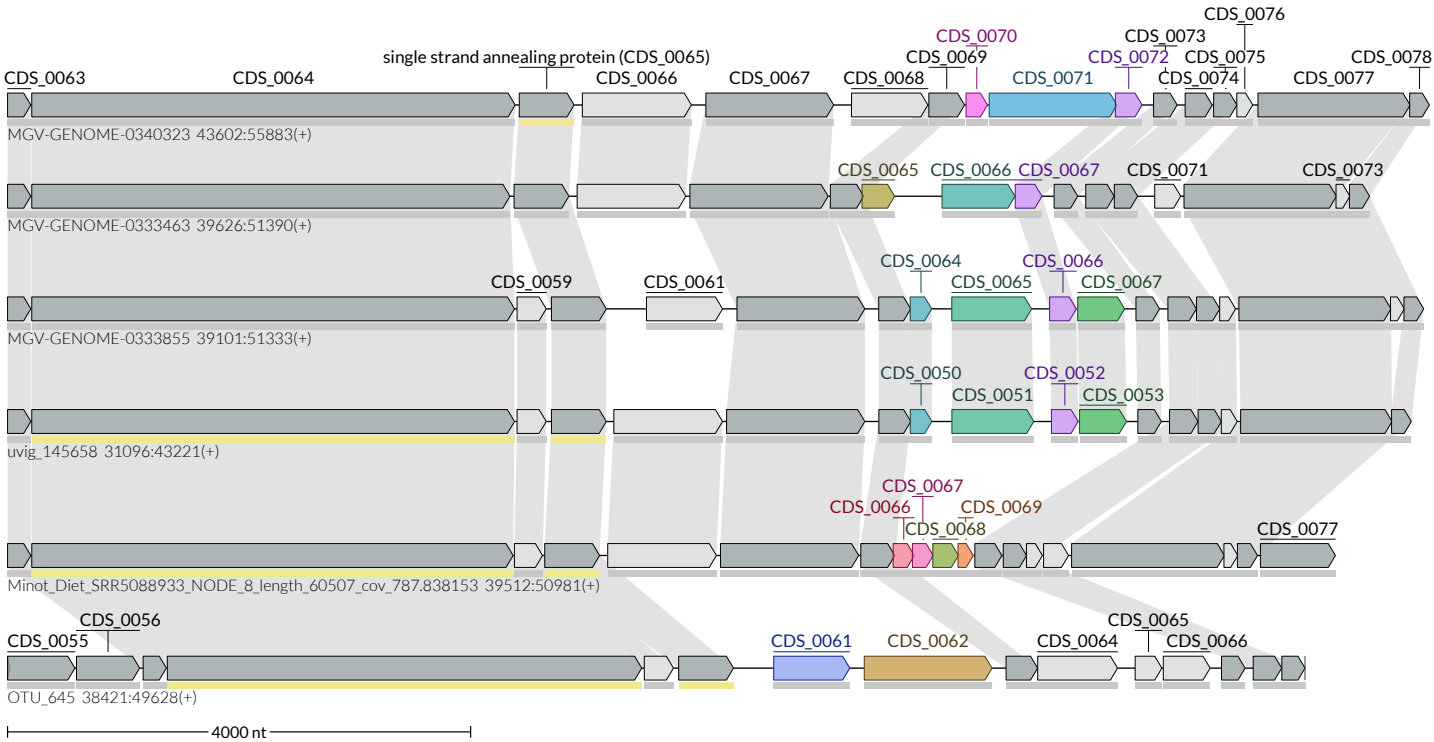 CDS_0076
CDS_0070 CDS_0073
single strand annealing protein (CDS_0065) CDS_0069 CDS_0072 CDS_0075 CDS_0078
CDS_0063 CDS_0064 CDS_0066 CDS_0067 CDS_0068 CDS_0071 CDS_0074 CDS_0077
MGV-GENOME-0340323 43602:55883(+)
CDS_0065 CDS_0066 CDS_0067 CDS_0071 CDS_0073
MGV-GENOME-0333463 39626:51390(+)
CDS_0064 CDS_0066
CDS_0059 CDS_0061 CDS_0065 CDS_0067
MGV-GENOME-0333855 39101:51333(+)
CDS_0050 CDS_0052
CDS_0051 CDS_0053
uvig_145658 31096:43221(+)
CDS_0067
CDS_0066 CDS_0069
CDS_0068 CDS_0077
Minot_Diet_SRR5088933_NODE_8_length_60507_cov_787.838153 39512:50981(+)
CDS_0056 CDS_0065
CDS_0055 CDS_0061 CDS_0062 CDS_0064 CDS_0066
OTU_645 38421:49628(+)
4000 nt